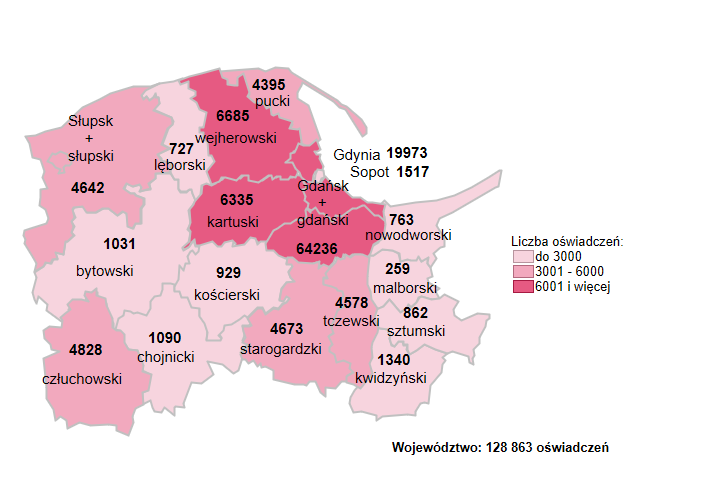 4395
pucki
Słupsk
+
słupski
4642
6685
wejherowski
727
lęborski
Gdynia 19973
Sopot 1517
Gdańsk
+
gdański
64236
6335
kartuski
763
nowodworski
1031
bytowski
929
kościerski
259
malborski
Liczba oświadczeń:
do 3000
3001 - 6000
6001 i więcej
4578
tczewski
862
sztumski
4673
starogardzki
1090
chojnicki
4828
człuchowski
1340
kwidzyński
Województwo: 128 863 oświadczeń